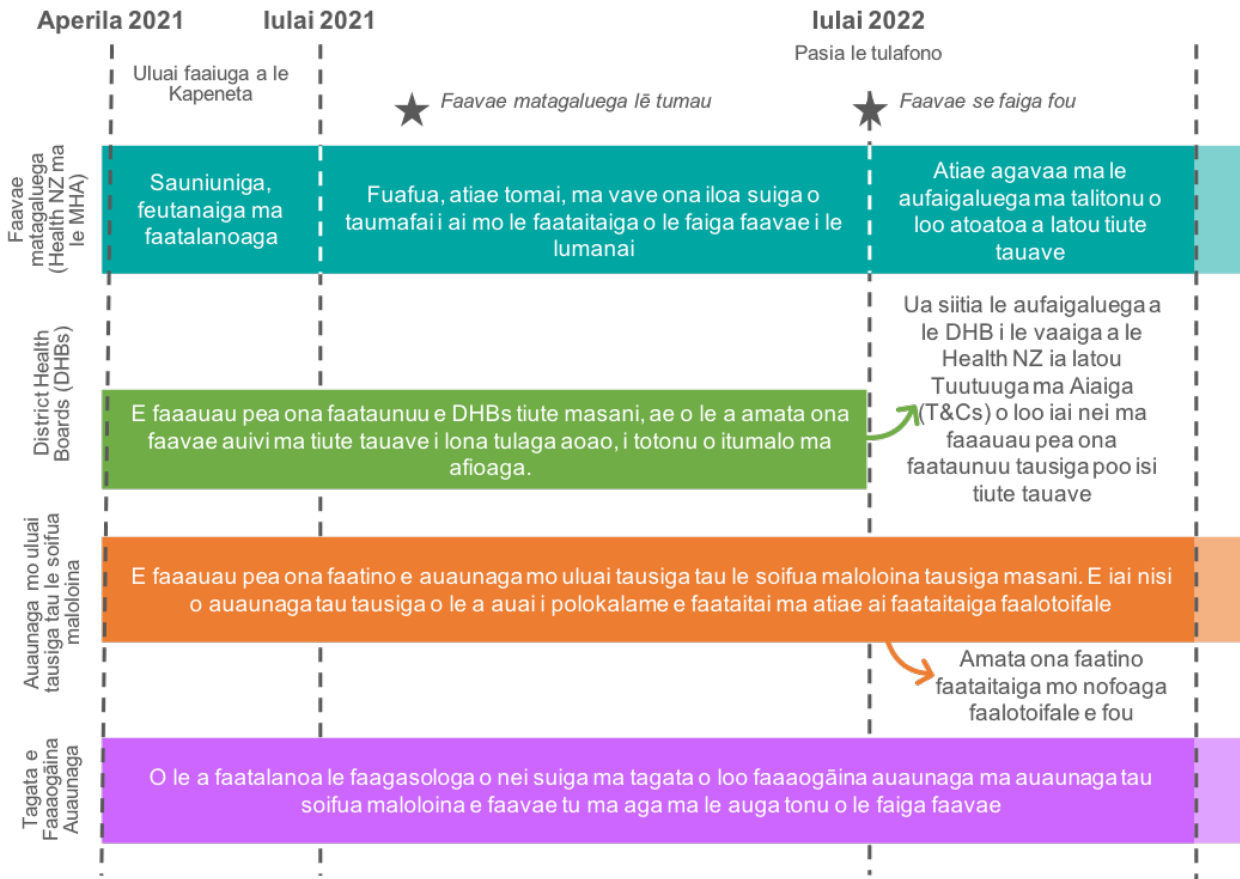 Aperila 2021
Iulai 2021
Iulai 2022
Pasia le tulafono
Uluai faaiuga a le
Kapeneta
Faavae matagaluega lē tumau
Faavae se faiga fou
Faavae
matagaluega
(Health NZ ma
le MHA)
Sauniuniga,
feutanaiga ma
faatalanoaga
Fuafua, atiae tomai, ma vave ona iloa suiga o
taumafai i ai mo le faataitaiga o le faiga faavae i le
lumanai
Atiae agavaa ma le
aufaigaluega ma talitonu o
loo atoatoa a latou tiute
tauave
District Health
Boards (DHBs)
E faaauau pea ona faataunuu e DHBs tiute masani, ae o le a amata ona
faavae auivi ma tiute tauave i lona tulaga aoao, i totonu o itumalo ma
afioaga.
Ua siitia le aufaigaluega a
le DHB i le vaaiga a le
Health NZ ia latou
Tuutuuga ma Aiaiga
(T&Cs) o loo iai nei ma
faaauau pea ona
faataunuu tausiga poo isi
tiute tauave
Auaunaga mo uluai
tausiga tau le soifua
maloloina
E faaauau pea ona faatino e auaunaga mo uluai tausiga tau le soifua maloloina tausiga masani. E iai nisi
o auaunaga tau tausiga o le a auai i polokalame e faataitai ma atiae ai faataitaiga faalotoifale
Amata ona faatino
faataitaiga mo nofoaga
faalotoifale e fou
Tagata e
Faaaogāina
Auaunaga
O le a faatalanoa le faagasologa o nei suiga ma tagata o loo faaaogāina auaunaga ma auaunaga tau
soifua maloloina e faavae tu ma aga ma le auga tonu o le faiga faavae